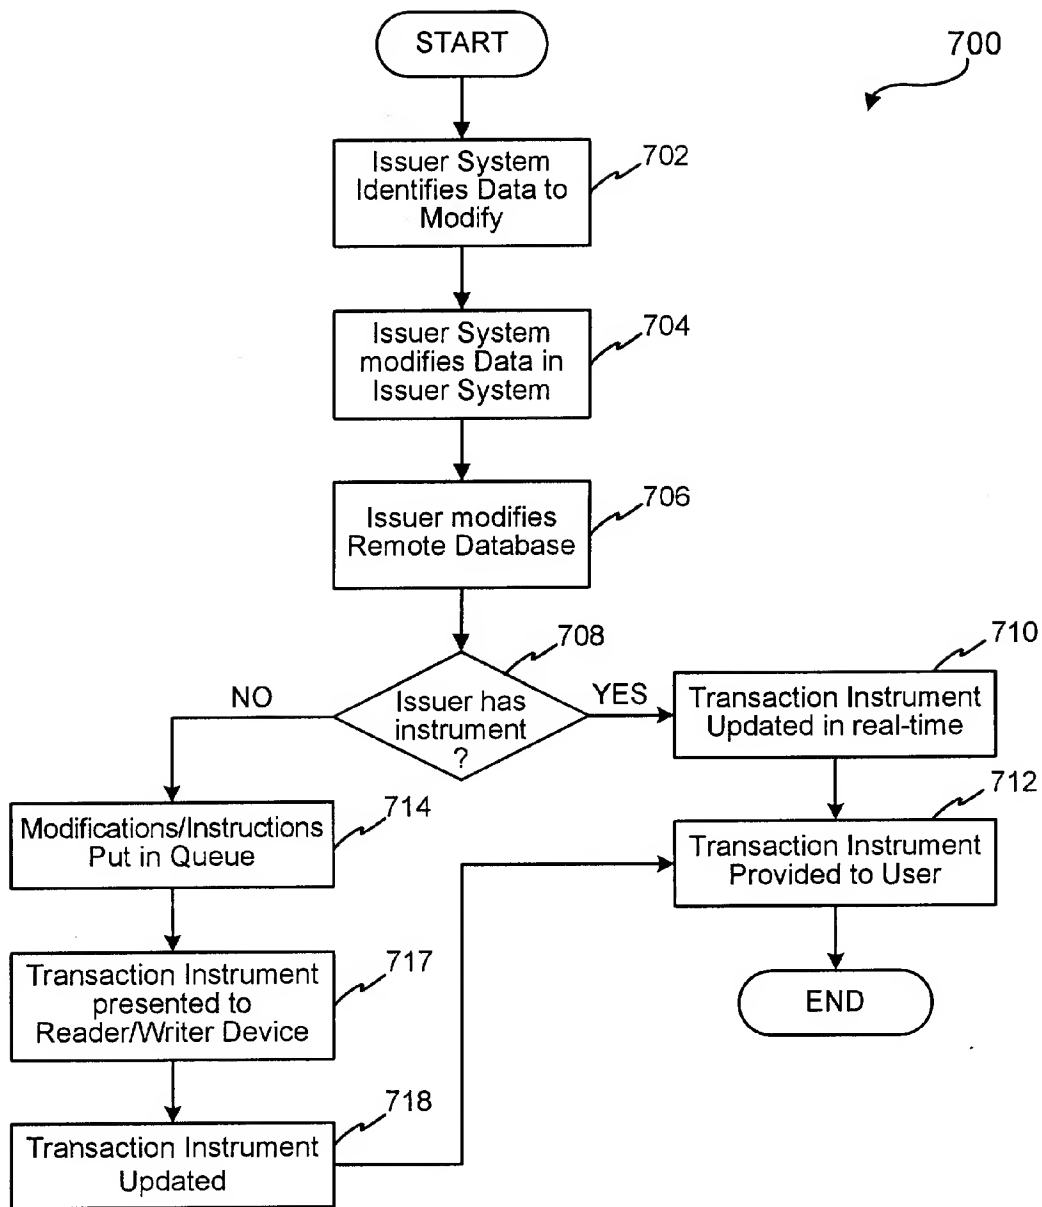 START
700
Issuer System
Identifies Data to
Modify
702
Issuer System
modifies Data in
Issuer System
704
Issuer modifies
Remote Database
706
708
Issuer has
instrument
?
NO
YES
710
Transaction Instrument
Updated in real-time
712
Transaction Instrument
Provided to User
END
714
Modifications/Instructions
Put in Queue
717
Transaction Instrument
presented to
Reader/Writer Device
718
Transaction Instrument
Updated